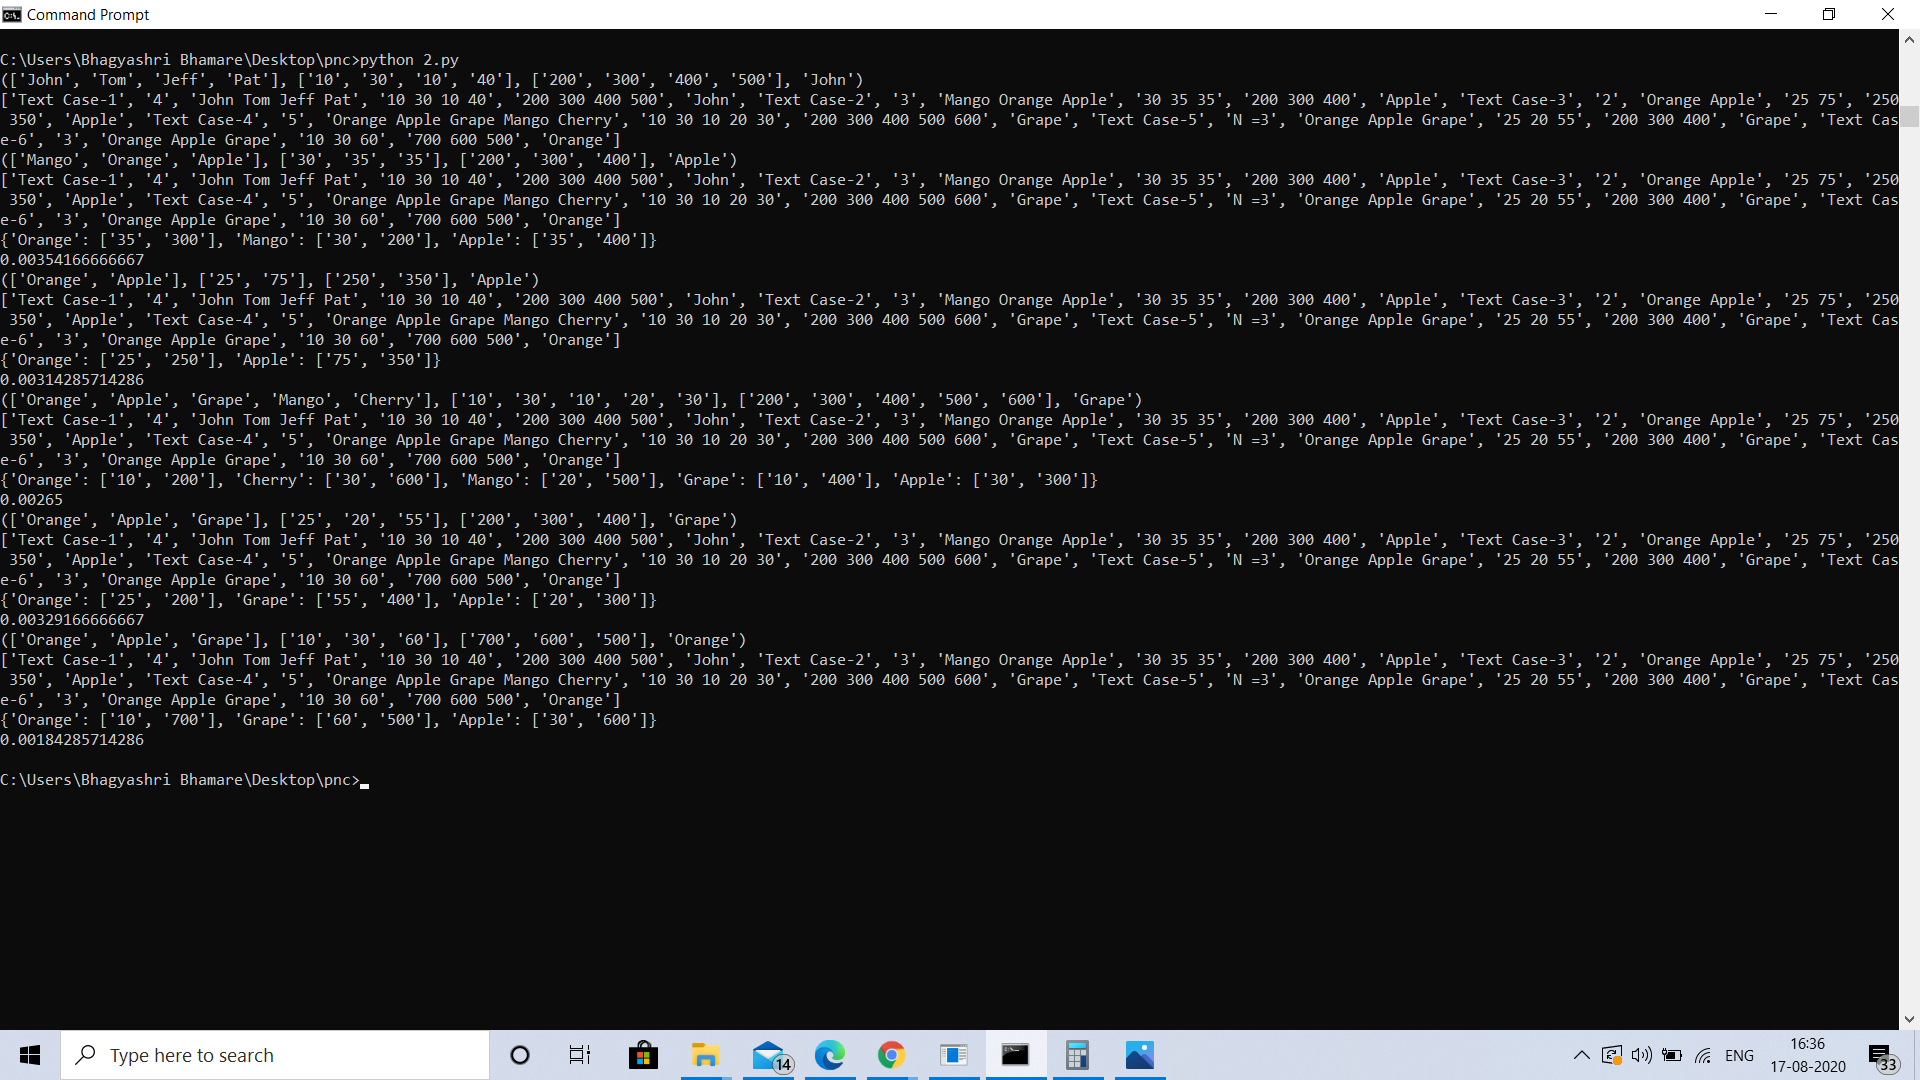 Command Prompt
C:\Users\Bhagyashri Bhamare\Desktop\pnc>python 2.py
(['John', 'Tom', 'Jeff', 'Pat'], ['10', '30', '10', '40'], ['200', '300', '400', '500'], 'John')
['Text Case-1', '4', 'John Tom Jeff Pat', '10 30 10 40', '200 300 400 500', 'John', 'Text Case-2', '3', 'Mango Orange Apple', '30 35 35', '200 300 400', 'Apple', 'Text Case-3', '2', 'Orange Apple', '25 75', '250
 350', 'Apple', 'Text Case-4', '5', 'Orange Apple Grape Mango Cherry', '10 30 10 20 30', '200 300 400 500 600', 'Grape', 'Text Case-5', 'N =3', 'Orange Apple Grape', '25 20 55', '200 300 400', 'Grape', 'Text Cas
e-6', '3', 'Orange Apple Grape', '10 30 60', '700 600 500', 'Orange']
(['Mango', 'Orange', 'Apple'], ['30', '35', '35'], ['200', '300', '400'], 'Apple')
['Text Case-1', '4', 'John Tom Jeff Pat', '10 30 10 40', '200 300 400 500', 'John', 'Text Case-2', '3', 'Mango Orange Apple', '30 35 35', '200 300 400', 'Apple', 'Text Case-3', '2', 'Orange Apple', '25 75', '250
 350', 'Apple', 'Text Case-4', '5', 'Orange Apple Grape Mango Cherry', '10 30 10 20 30', '200 300 400 500 600', 'Grape', 'Text Case-5', 'N =3', 'Orange Apple Grape', '25 20 55', '200 300 400', 'Grape', 'Text Cas
e-6', '3', 'Orange Apple Grape', '10 30 60', '700 600 500', 'Orange']
{'Orange': ['35', '300'], 'Mango': ['30', '200'], 'Apple': ['35', '400']}
0.00354166666667
(['Orange', 'Apple'], ['25', '75'], ['250', '350'], 'Apple')
['Text Case-1', '4', 'John Tom Jeff Pat', '10 30 10 40', '200 300 400 500', 'John', 'Text Case-2', '3', 'Mango Orange Apple', '30 35 35', '200 300 400', 'Apple', 'Text Case-3', '2', 'Orange Apple', '25 75', '250
 350', 'Apple', 'Text Case-4', '5', 'Orange Apple Grape Mango Cherry', '10 30 10 20 30', '200 300 400 500 600', 'Grape', 'Text Case-5', 'N =3', 'Orange Apple Grape', '25 20 55', '200 300 400', 'Grape', 'Text Cas
e-6', '3', 'Orange Apple Grape', '10 30 60', '700 600 500', 'Orange']
{'Orange': ['25', '250'], 'Apple': ['75', '350']}
0.00314285714286
(['Orange', 'Apple', 'Grape', 'Mango', 'Cherry'], ['10', '30', '10', '20', '30'], ['200', '300', '400', '500', '600'], 'Grape')
['Text Case-1', '4', 'John Tom Jeff Pat', '10 30 10 40', '200 300 400 500', 'John', 'Text Case-2', '3', 'Mango Orange Apple', '30 35 35', '200 300 400', 'Apple', 'Text Case-3', '2', 'Orange Apple', '25 75', '250
 350', 'Apple', 'Text Case-4', '5', 'Orange Apple Grape Mango Cherry', '10 30 10 20 30', '200 300 400 500 600', 'Grape', 'Text Case-5', 'N =3', 'Orange Apple Grape', '25 20 55', '200 300 400', 'Grape', 'Text Cas
e-6', '3', 'Orange Apple Grape', '10 30 60', '700 600 500', 'Orange']
{'Orange': ['10', '200'], 'Cherry': ['30', '600'], 'Mango': ['20', '500'], 'Grape': ['10', '400'], 'Apple': ['30', '300']}
0.00265
(['Orange', 'Apple', 'Grape'], ['25', '20', '55'], ['200', '300', '400'], 'Grape')
['Text Case-1', '4', 'John Tom Jeff Pat', '10 30 10 40', '200 300 400 500', 'John', 'Text Case-2', '3', 'Mango Orange Apple', '30 35 35', '200 300 400', 'Apple', 'Text Case-3', '2', 'Orange Apple', '25 75', '250
 350', 'Apple', 'Text Case-4', '5', 'Orange Apple Grape Mango Cherry', '10 30 10 20 30', '200 300 400 500 600', 'Grape', 'Text Case-5', 'N =3', 'Orange Apple Grape', '25 20 55', '200 300 400', 'Grape', 'Text Cas
e-6', '3', 'Orange Apple Grape', '10 30 60', '700 600 500', 'Orange']
{'Orange': ['25', '200'], 'Grape': ['55', '400'], 'Apple': ['20', '300']}
0.00329166666667
(['Orange', 'Apple', 'Grape'], ['10', '30', '60'], ['700', '600', '500'], 'Orange')
['Text Case-1', '4', 'John Tom Jeff Pat', '10 30 10 40', '200 300 400 500', 'John', 'Text Case-2', '3', 'Mango Orange Apple', '30 35 35', '200 300 400', 'Apple', 'Text Case-3', '2', 'Orange Apple', '25 75', '250
 350', 'Apple', 'Text Case-4', '5', 'Orange Apple Grape Mango Cherry', '10 30 10 20 30', '200 300 400 500 600', 'Grape', 'Text Case-5', 'N =3', 'Orange Apple Grape', '25 20 55', '200 300 400', 'Grape', 'Text Cas
e-6', '3', 'Orange Apple Grape', '10 30 60', '700 600 500', 'Orange']
{'Orange': ['10', '700'], 'Grape': ['60', '500'], 'Apple': ['30', '600']}
0.00184285714286
C:\Users\Bhagyashri Bhamare\Desktop\pnc>
Type here to search
14
ENG
16:36
17-08-2020
33